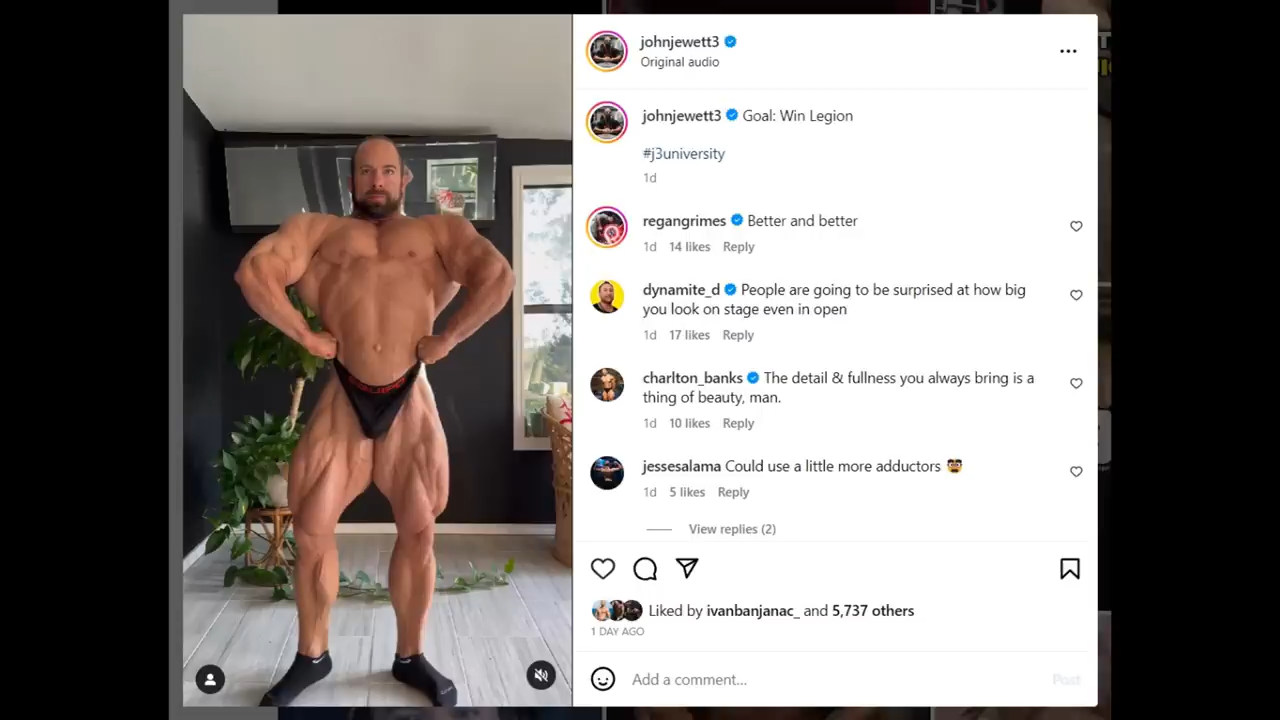 johnjewett3
Original audio
johnjewett3 Goal: Win Legion
#j3university
1d
regangrimes Better and better
1d 14 likes Reply
dynamite_d People are going to be surprised at how big
you look on stage even in open
1d 17 likes Reply
charlton_banks The detail & fullness you always bring is a
thing of beauty, man.
1d 10 likes Reply
jessesalama Could use a little more adductors
1d 5 likes Reply
View replies (2)
Liked by ivanbanjanac_ and 5,737 others
1 DAY AGO
Add a comment...
Post